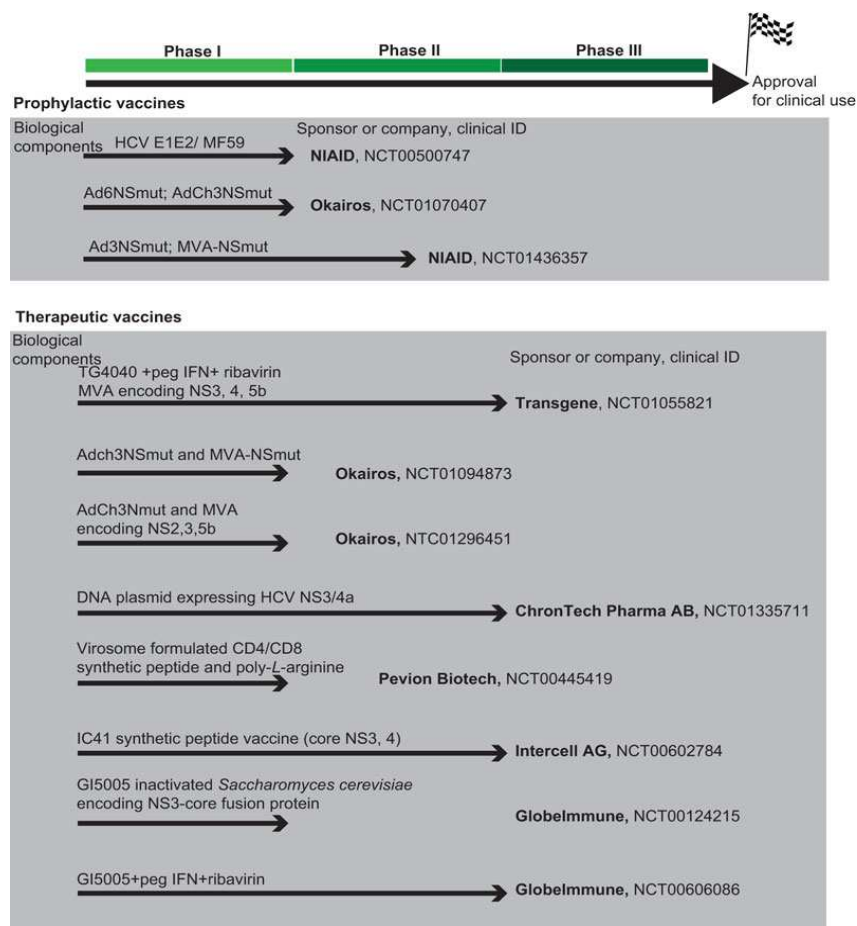 Phase I Phase II Phase III
Approval
for clinical use
Prophylactic vaccines
Biological
components
HCV E1E2/ MF59
Sponsor or company, clinical ID
NIAID, NCT00500747
Ad6NSmut; AdCh3NSmut
Okairos, NCT01070407
Ad3NSmut; MVA-NSmut
NIAID, NCT01436357
Therapeutic vaccines
Biological
components
Sponsor or company, clinical ID
TG4040 +peg IFN+ ribavirin
MVA encoding NS3, 4, 5b
Transgene, NCT01055821
Adch3NSmut and MVA-NSmut
Okairos, NCT01094873
AdCh3Nmut and MVA
encoding NS2,3,5b
Okairos, NTC01296451
DNA plasmid expressing HCV NS3/4a
ChronTech Pharma AB, NCT01335711
Virosome formulated CD4/CD8
synthetic peptide and poly-L-arginine
Pevion Biotech, NCT00445419
IC41 synthetic peptide vaccine (core NS3, 4)
Intercell AG, NCT00602784
GI5005 inactivated Saccharomyces cerevisiae
encoding NS3-core fusion protein
GlobeImmune, NCT00124215
GI5005+peg IFN+ribavirin
GlobeImmune, NCT00606086